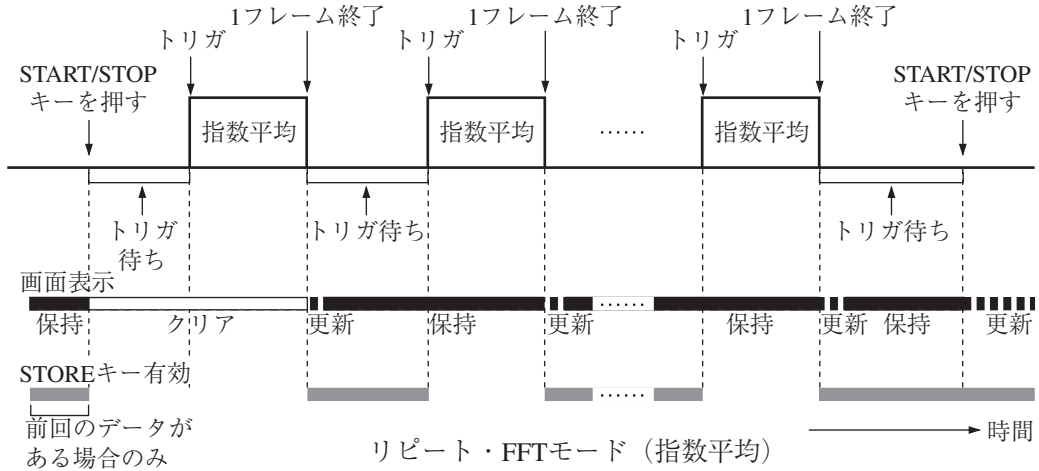 1フレーム終了 1フレーム終了 1フレーム終了
トリガ トリガ トリガ
START/STOP
キーを押す
START/STOP
キーを押す
指数平均 指数平均 …… 指数平均
トリガ
待ち
トリガ待ち
トリガ待ち
画面表示
……
保持 クリア 更新 保持 更新 保持 更新 保持 更新
STOREキー有効
……
前回のデータが
ある場合のみ
リピート・FFTモード（指数平均）
時間